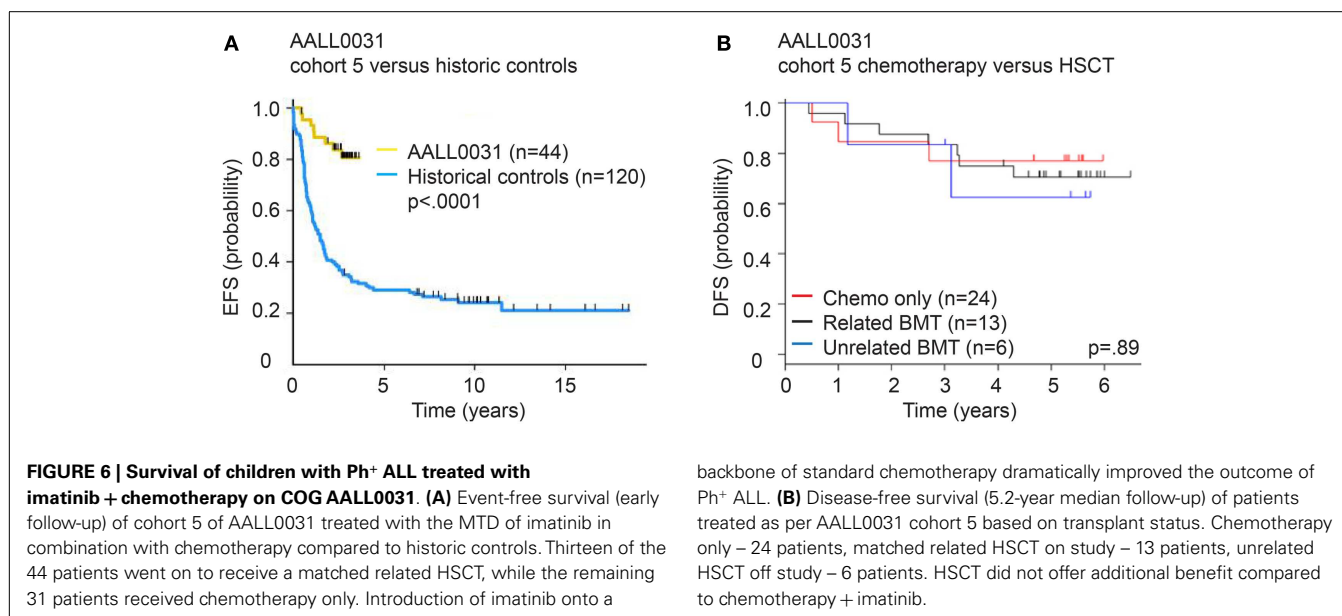 A
AALL0031
cohort 5 versus historic controls
1.0
0.8
0.6
0.4
0.2
0
EFS (probablility)
AALL0031 (n=44)
Historical controls (n=120)
p<.0001
0
5
10
15
Time (years)
B
AALL0031
cohort 5 chemotherapy versus HSCT
1.0
0.8
0.6
0.4
0.2
0
DFS (probablility)
Chemo only (n=24)
Related BMT (n=13)
Unrelated BMT (n=6)
p=.89
0
1
2
3
4
5
6
Time (years)
FIGURE 6 | Survival of children with Ph+ ALL treated with
imatinib + chemotherapy on COG AALL0031. (A) Event-free survival (early
follow-up) of cohort 5 of AALL0031 treated with the MTD of imatinib in
combination with chemotherapy compared to historic controls. Thirteen of the
44 patients went on to receive a matched related HSCT, while the remaining
31 patients received chemotherapy only. Introduction of imatinib onto a
backbone of standard chemotherapy dramatically improved the outcome of
Ph+ ALL. (B) Disease-free survival (5.2-year median follow-up) of patients
treated as per AALL0031 cohort 5 based on transplant status. Chemotherapy
only – 24 patients, matched related HSCT on study – 13 patients, unrelated
HSCT off study – 6 patients. HSCT did not offer additional benefit compared
to chemotherapy + imatinib.